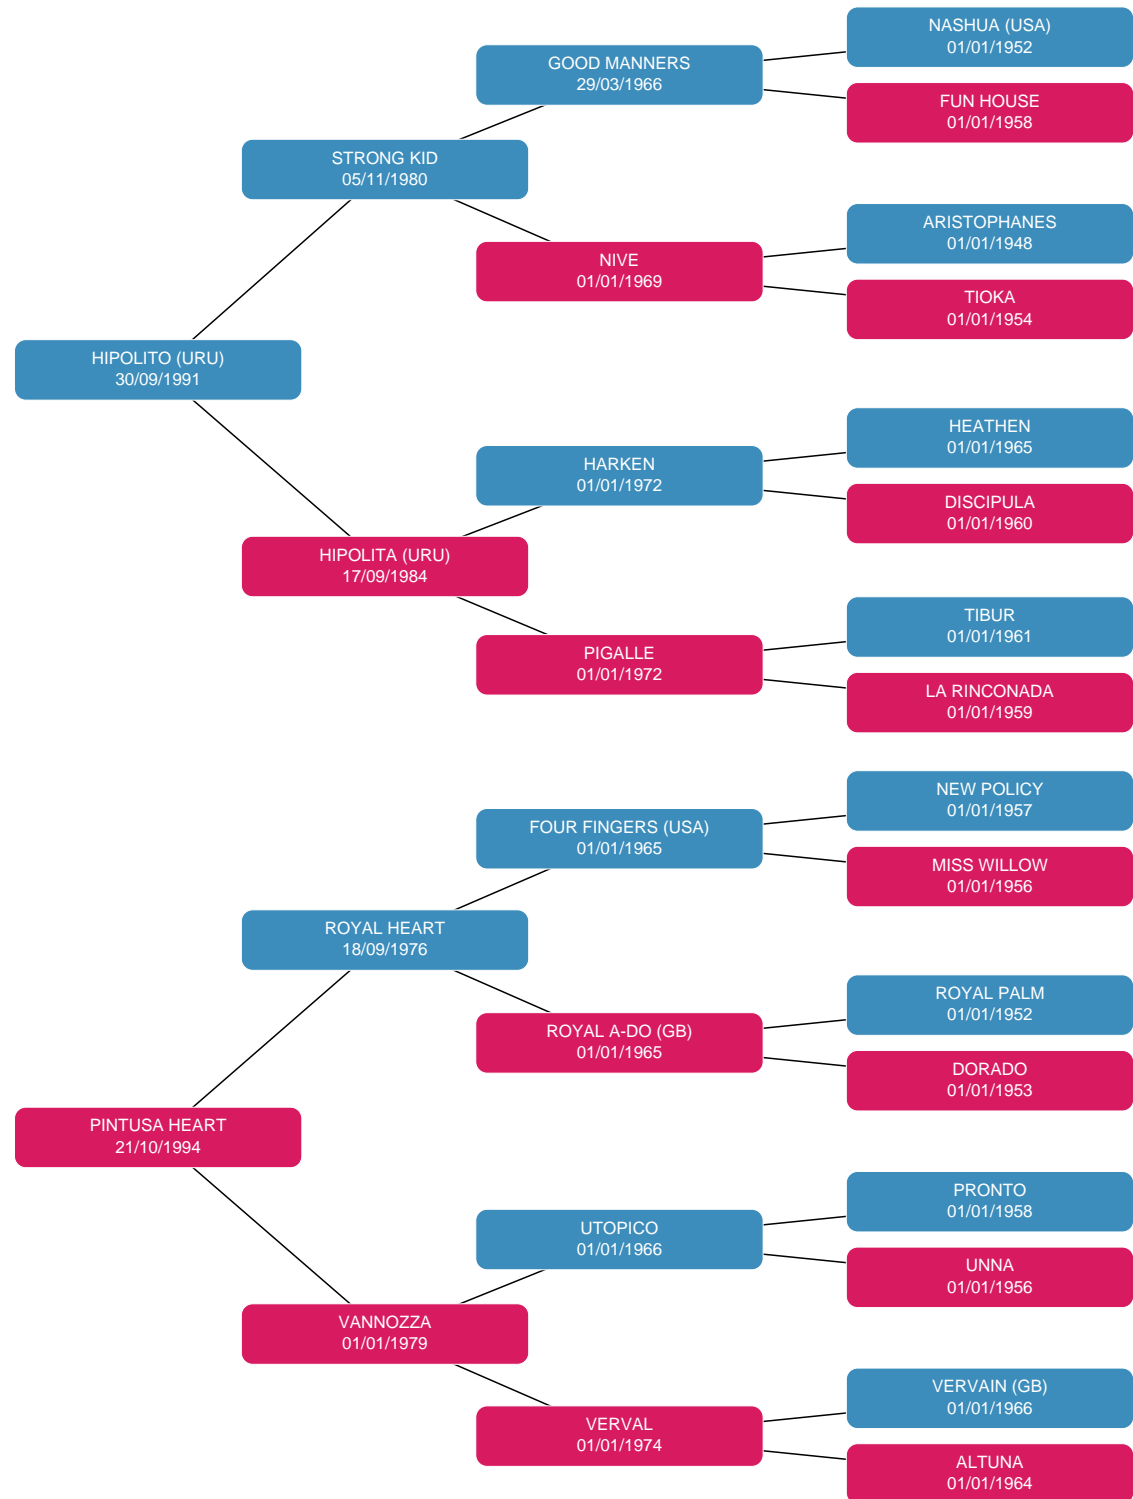 NASHUA (USA)
01/01/1952
GOOD MANNERS
29/03/1966
FUN HOUSE
01/01/1958
STRONG KID
05/11/1980
ARISTOPHANES
01/01/1948
NIVE
01/01/1969
TIOKA
01/01/1954
HIPOLITO (URU)
30/09/1991
HEATHEN
01/01/1965
HARKEN
01/01/1972
DISCIPULA
01/01/1960
HIPOLITA (URU)
17/09/1984
TIBUR
01/01/1961
PIGALLE
01/01/1972
LA RINCONADA
01/01/1959
NEW POLICY
01/01/1957
FOUR FINGERS (USA)
01/01/1965
MISS WILLOW
01/01/1956
ROYAL HEART
18/09/1976
ROYAL PALM
01/01/1952
ROYAL A-DO (GB)
01/01/1965
DORADO
01/01/1953
PINTUSA HEART
21/10/1994
PRONTO
01/01/1958
UTOPICO
01/01/1966
UNNA
01/01/1956
VANNOZZA
01/01/1979
VERVAIN (GB)
01/01/1966
VERVAL
01/01/1974
ALTUNA
01/01/1964